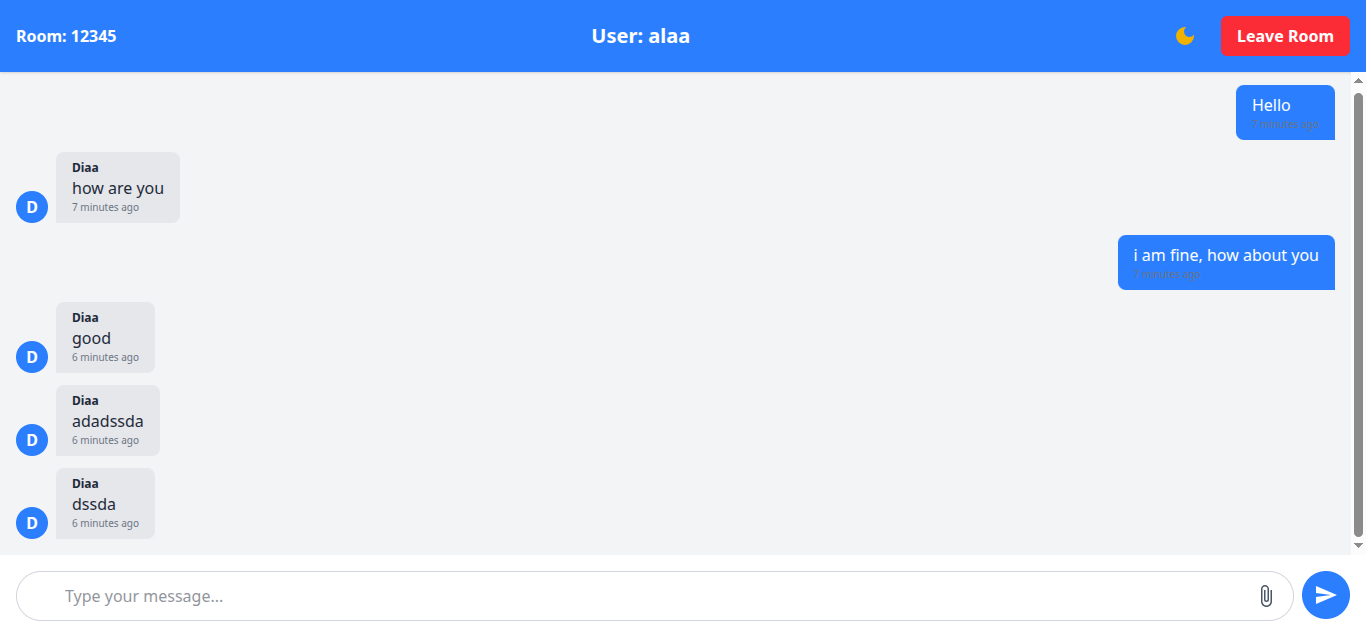 Room: 12345
User: alaa
Leave Room
Hello
7 minutes ago
Diaa
how are you
D
7 minutes ago
i am fine, how about you
7 minutes ago
Diaa
good
D
6 minutes ago
Diaa
adadssda
D
6 minutes ago
Diaa
dssda
D
6 minutes ago
Type your message...